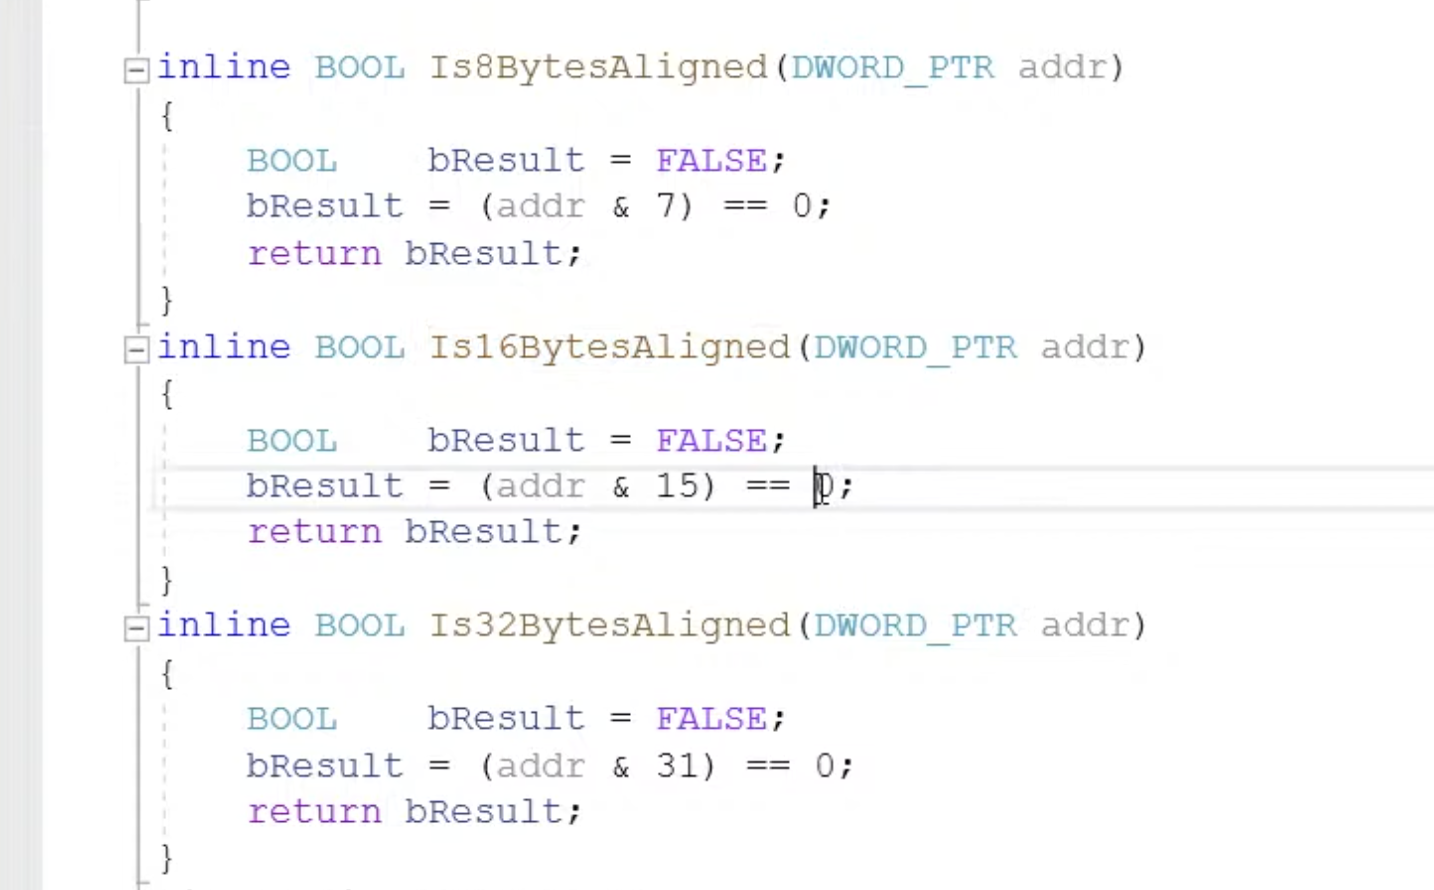 inline BOOL Is8BytesAligned(DWORD_PTR addr)
{
    BOOL    bResult = FALSE;
    bResult = (addr & 7) == 0;
    return bResult;
}
inline BOOL Is16BytesAligned(DWORD_PTR addr)
{
    BOOL    bResult = FALSE;
    bResult = (addr & 15) == 0;
    return bResult;
}
inline BOOL Is32BytesAligned(DWORD_PTR addr)
{
    BOOL    bResult = FALSE;
    bResult = (addr & 31) == 0;
    return bResult;
}